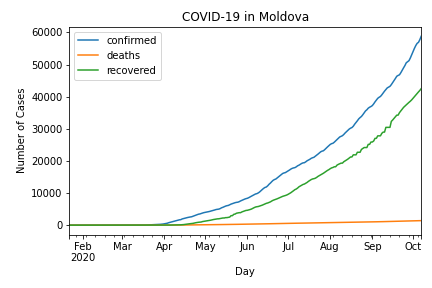 COVID-19 in Moldova
60000
50000
40000
30000
20000
10000
0
Number of Cases
confirmed
deaths
recovered
Feb Mar Apr May Jun Jul Aug Sep Oct
2020
Day